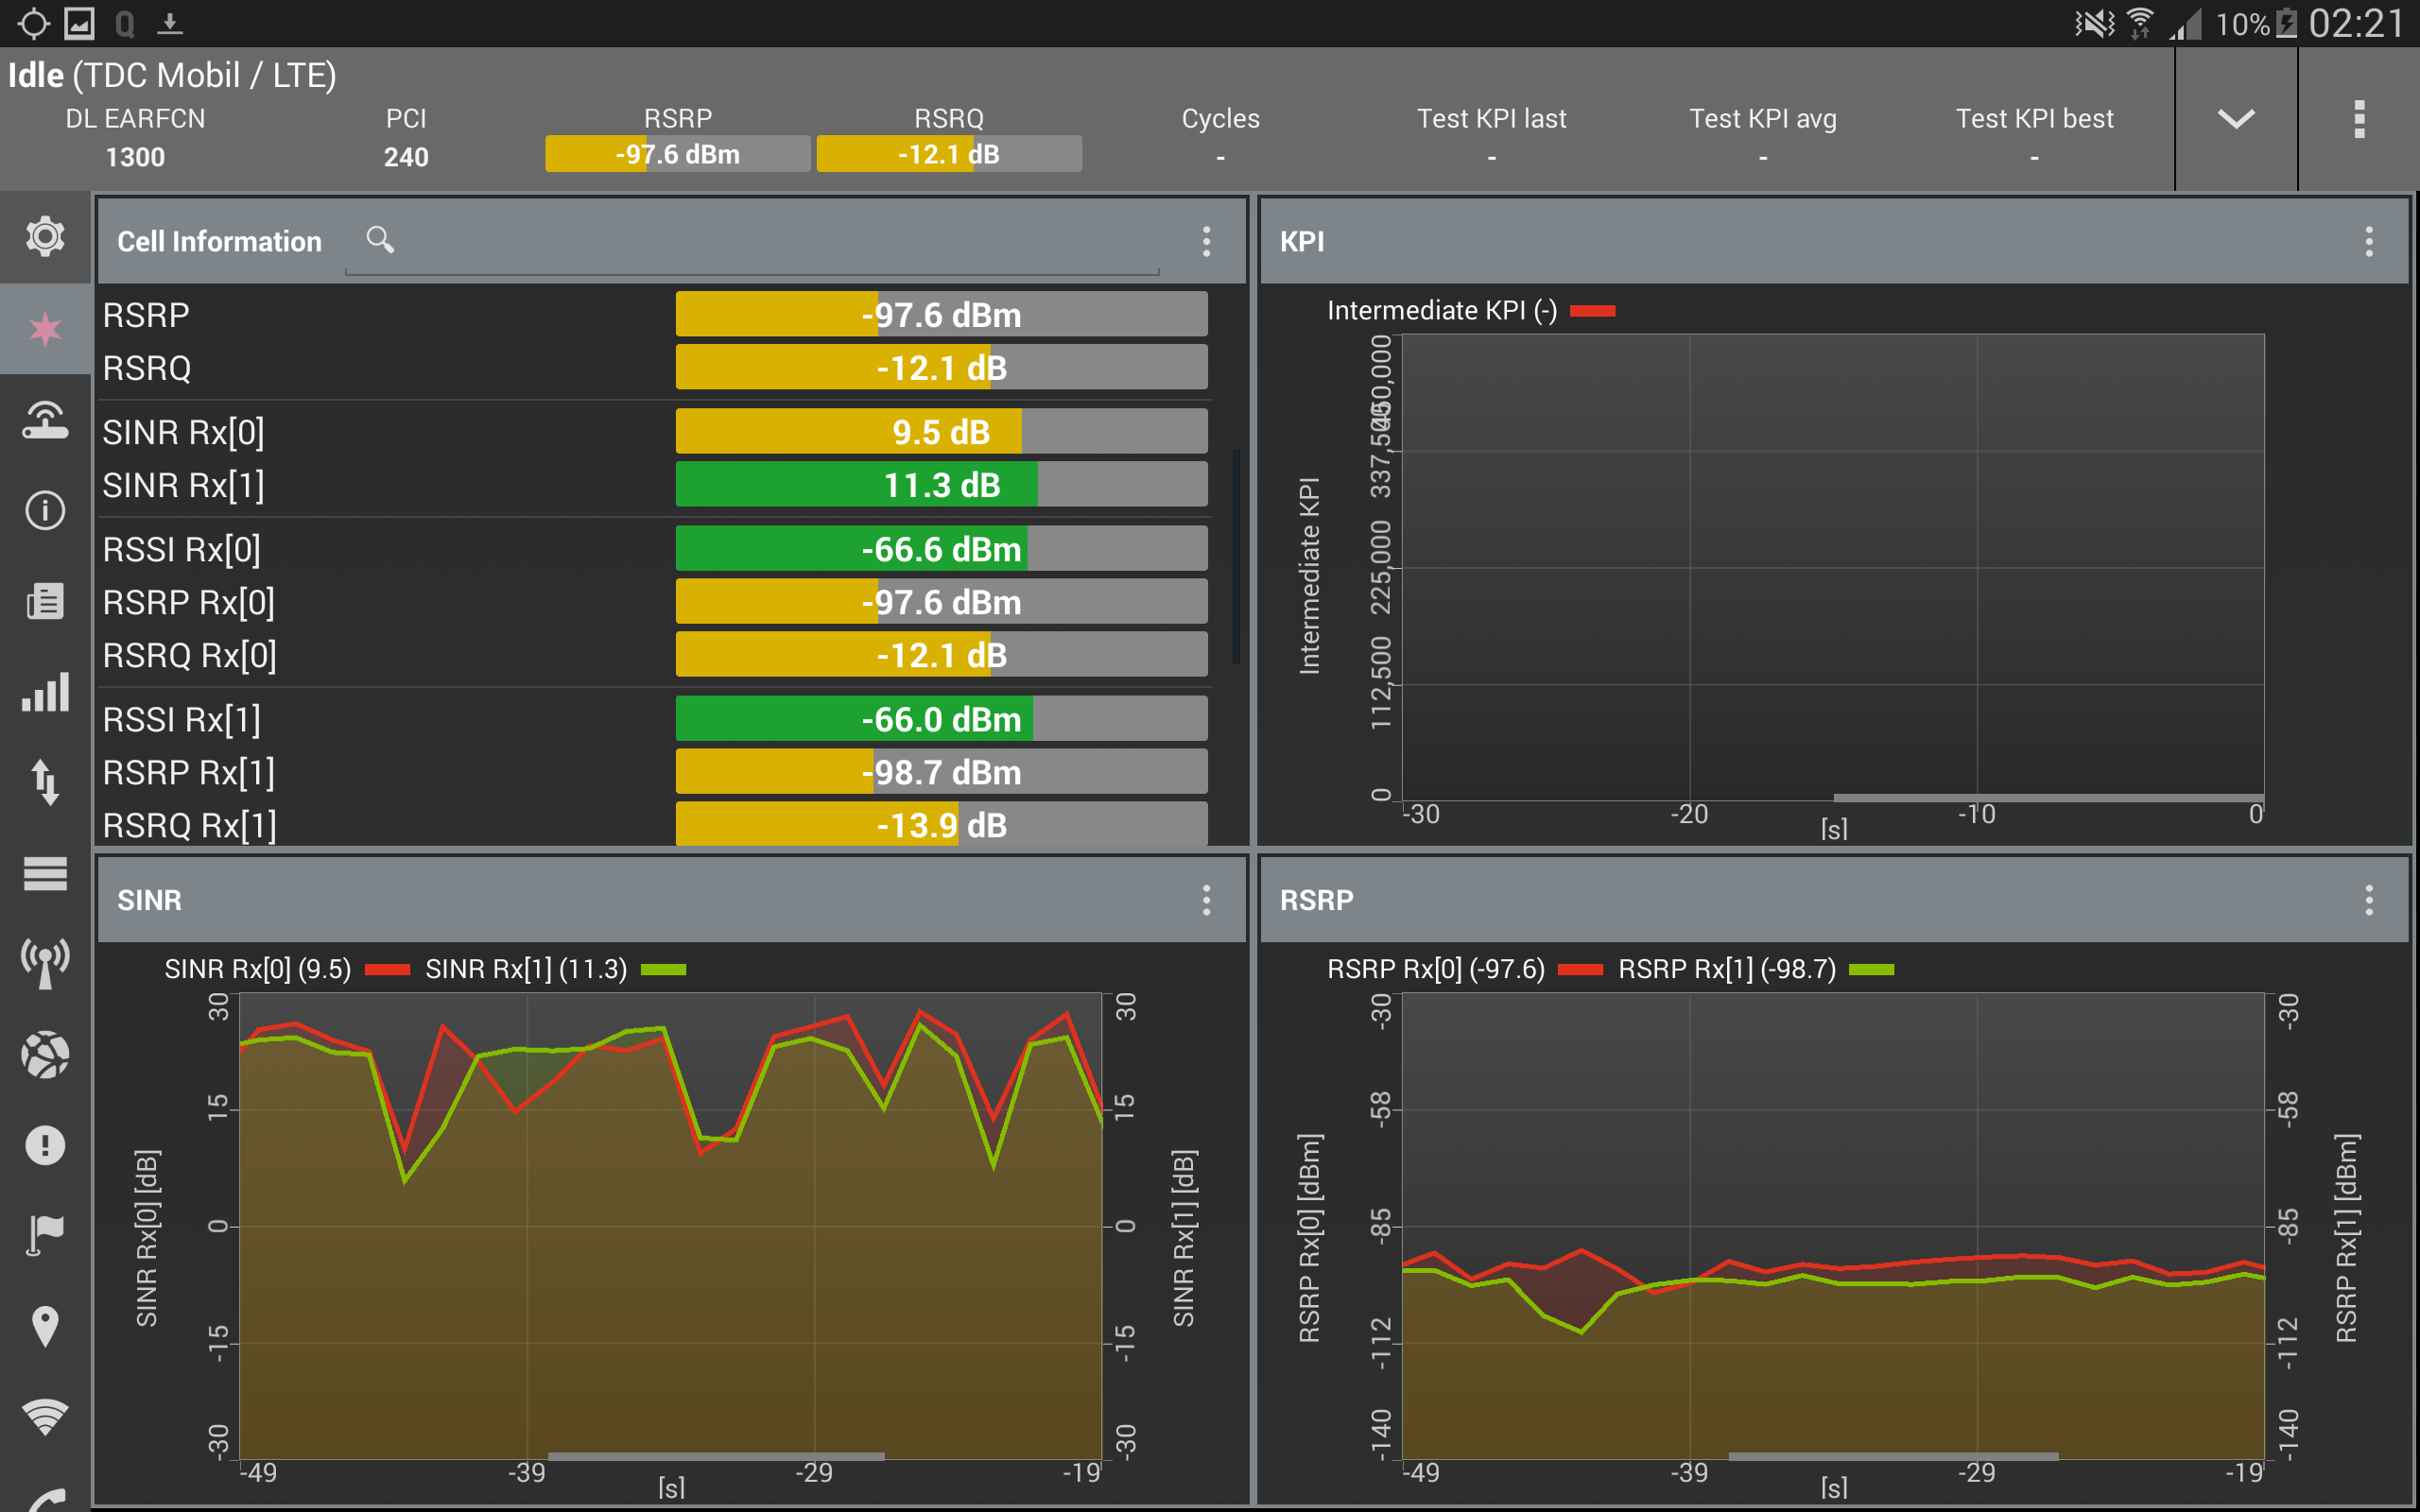 10% 02:21
Idle (TDC Mobil / LTE)
DL EARFCN PCI RSRP RSRQ Cycles Test KPI last Test KPI avg Test KPI best
1300 240 -97.6 dBm -12.1 dB - - - -
Cell Information
RSRP -97.6 dBm
RSRQ -12.1 dB
SINR Rx[0] 9.5 dB
SINR Rx[1] 11.3 dB
RSSI Rx[0] -66.6 dBm
RSRP Rx[0] -97.6 dBm
RSRQ Rx[0] -12.1 dB
RSSI Rx[1] -66.0 dBm
RSRP Rx[1] -98.7 dBm
RSRQ Rx[1] -13.9 dB
KPI
Intermediate KPI (-)
Intermediate KPI
450,000
337,500
225,000
112,500
0
-30 -20 -10 0
[s]
SINR
SINR Rx[0] (9.5) SINR Rx[1] (11.3)
SINR Rx[0] [dB]
30 15 0 -15 -30
30 15 0 -15 -30
SINR Rx[1] [dB]
-49 -39 -29 -19
[s]
RSRP
RSRP Rx[0] (-97.6) RSRP Rx[1] (-98.7)
RSRP Rx[0] [dBm]
-30 -58 -85 -112 -140
-30 -58 -85 -112 -140
RSRP Rx[1] [dBm]
-49 -39 -29 -19
[s]